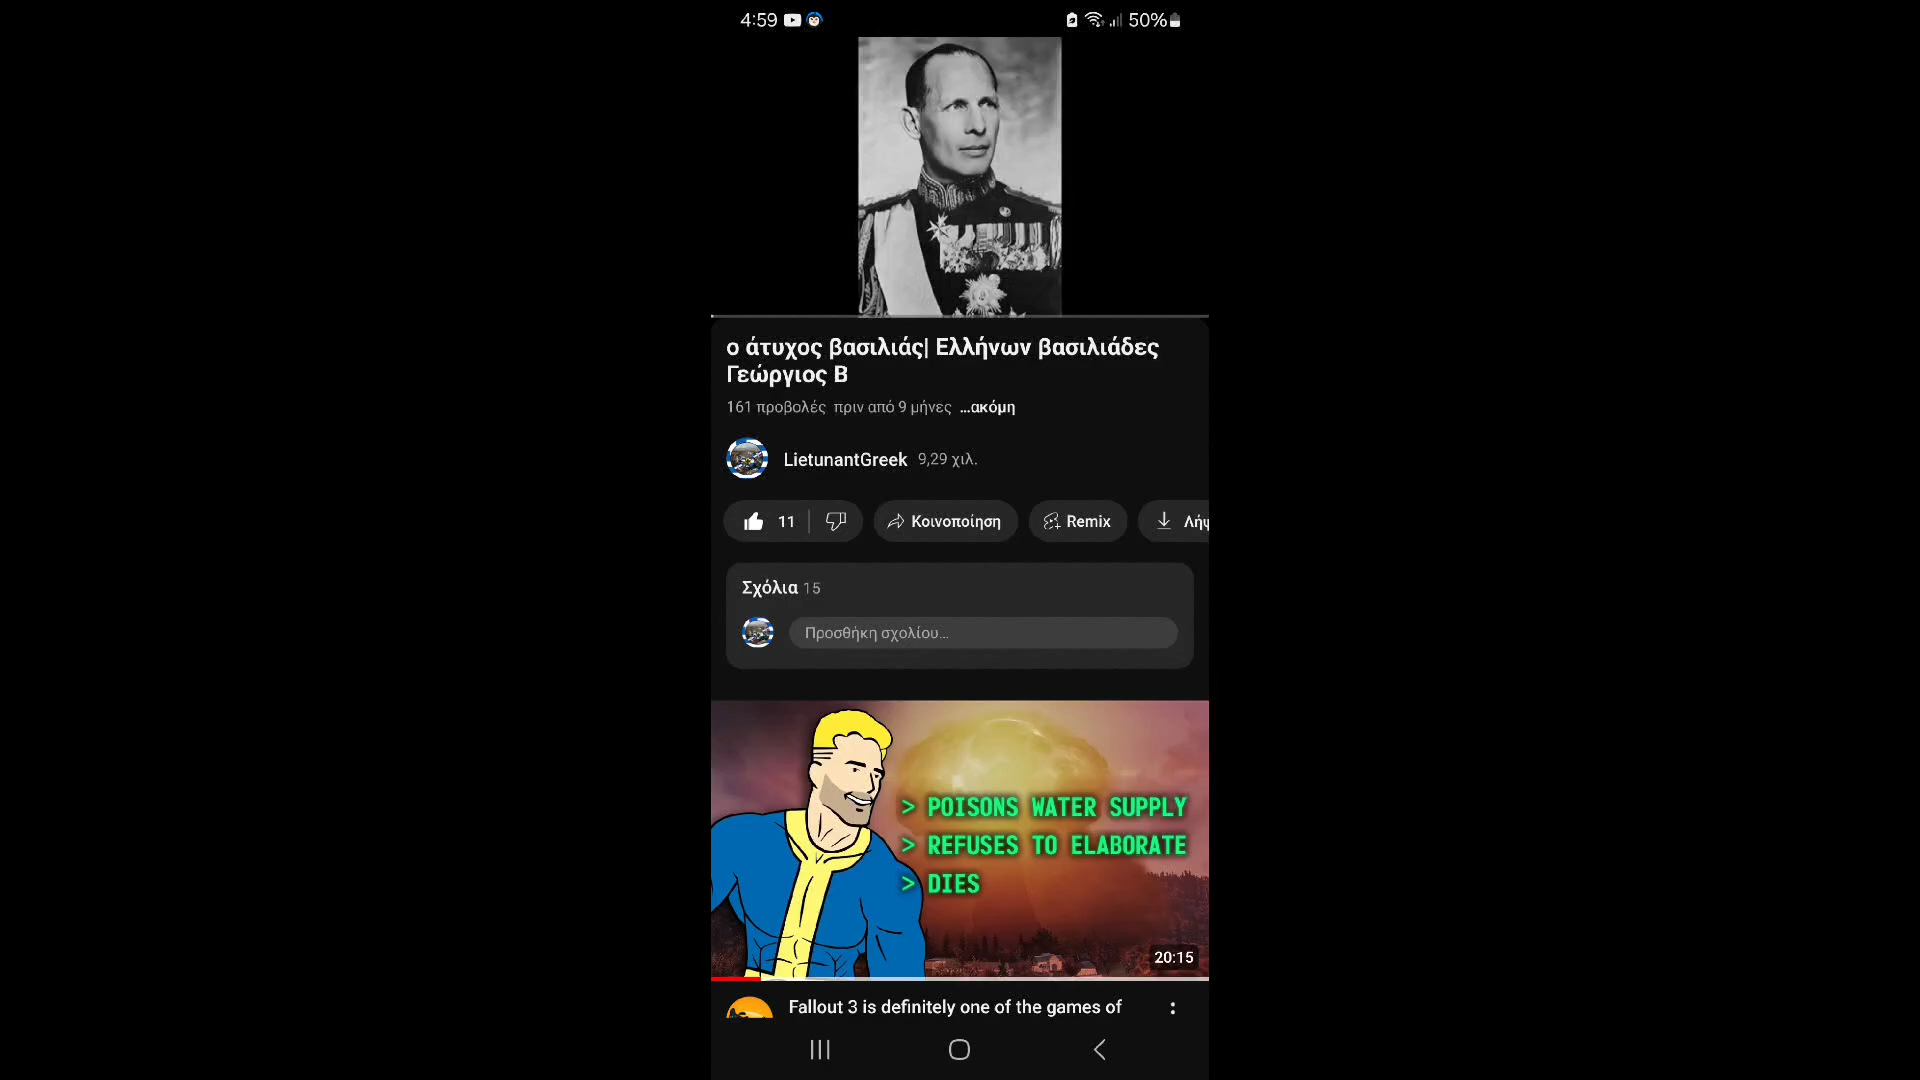 4:59 50%
ο άτυχος βασιλιάς| Ελλήνων βασιλιάδες
Γεώργιος Β
161 προβολές πριν από 9 μήνες ...ακόμη
LietunantGreek 9,29 χιλ.
11 Κοινοποίηση Remix Λήψ
Σχόλια 15
Προσθήκη σχολίου...
> POISONS WATER SUPPLY
> REFUSES TO ELABORATE
> DIES
20:15
Fallout 3 is definitely one of the games of